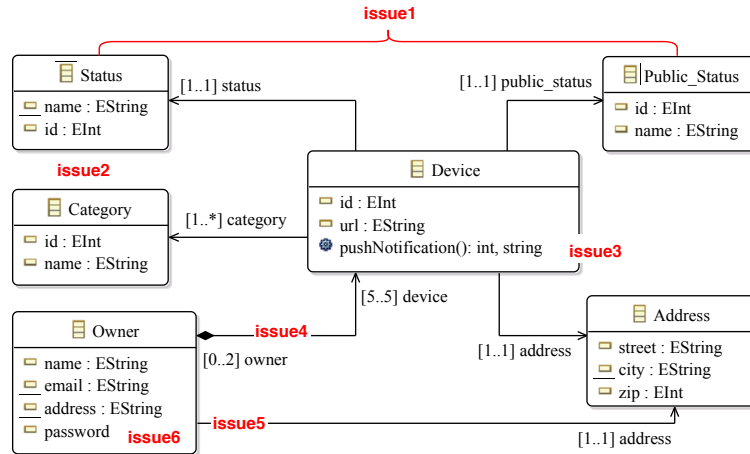 issue1
Status
name : EString
id : EInt
[1..1] status
[1..1] public_status
Public_Status
id : EInt
name : EString
issue2
Device
id : EInt
url : EString
pushNotification(): int, string
issue3
Category
id : EInt
name : EString
[1..*] category
[5..5] device
issue4
[0..2] owner
Owner
name : EString
email : EString
address : EString
password
issue6
issue5
[1..1] address
Address
street : EString
city : EString
zip : EInt
[1..1] address